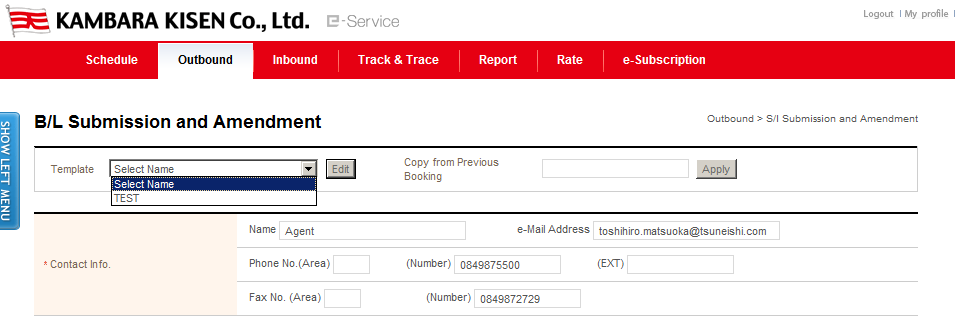 KAMBARA KISEN Co., Ltd. e-Service
Logout | My profile |
Schedule Outbound Inbound Track & Trace Report Rate e-Subscription
SHOW LEFT MENU
B/L Submission and Amendment
Outbound > S/I Submission and Amendment
Template Select Name Edit Copy from Previous Booking Apply
Select Name
TEST
* Contact Info.
Name Agent e-Mail Address toshihiro.matsuoka@tsuneishi.com
Phone No.(Area) (Number) 0849875500 (EXT)
Fax No. (Area) (Number) 0849872729